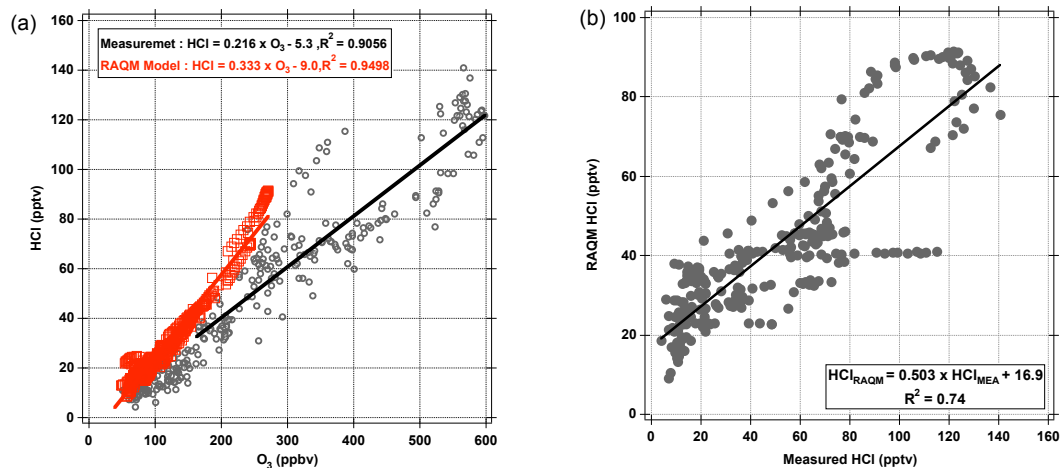 (a)
Measuremet : HCl = 0.216 x O3 - 5.3 ,R2 = 0.9056
RAQM Model : HCl = 0.333 x O3 - 9.0,R2 = 0.9498
HCl (pptv)
160
140
120
100
80
60
40
20
0
0 100 200 300 400 500 600
O3 (ppbv)
(b)
RAQM HCl (pptv)
100
80
60
40
20
0
HClRAQM = 0.503 x HClMEA + 16.9
R2 = 0.74
0 20 40 60 80 100 120 140 160
Measured HCl (pptv)